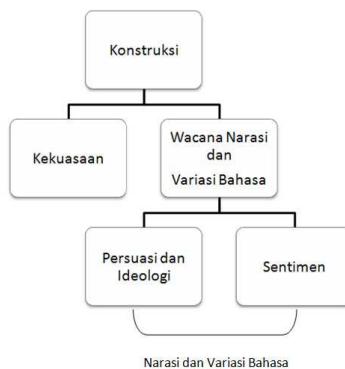 Konstruksi
Kekuasaan
Wacana Narasi
dan
Variasi Bahasa
Persuasi dan
Ideologi
Sentimen
Narasi dan Variasi Bahasa